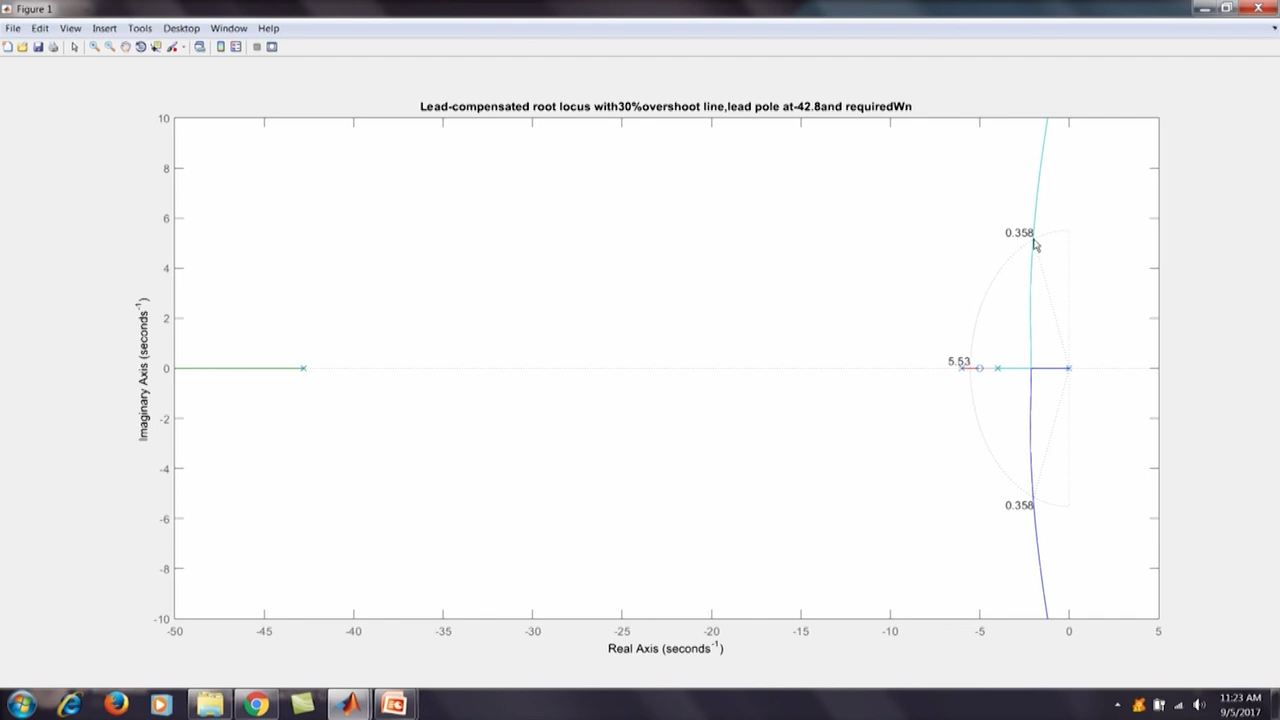 Figure 1
File Edit View Insert Tools Desktop Window Help
Lead-compensated root locus with30%overshoot line,lead pole at-42.8and requiredWn
10
8
6
0.358
4
2
5.53
0
-2
-4
0.358
-6
-8
-10
Imaginary Axis (seconds⁻¹)
-50 -45 -40 -35 -30 -25 -20 -15 -10 -5 0 5
Real Axis (seconds⁻¹)
11:23 AM
9/5/2017